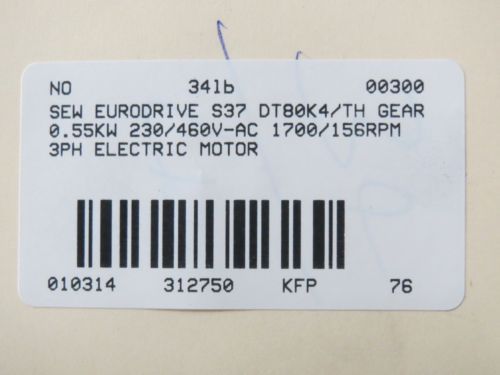 NO 34lb 00300
SEW EURODRIVE S37 DT80K4/TH GEAR
0.55KW 230/460V-AC 1700/156RPM
3PH ELECTRIC MOTOR
010314 312750 KFP 76